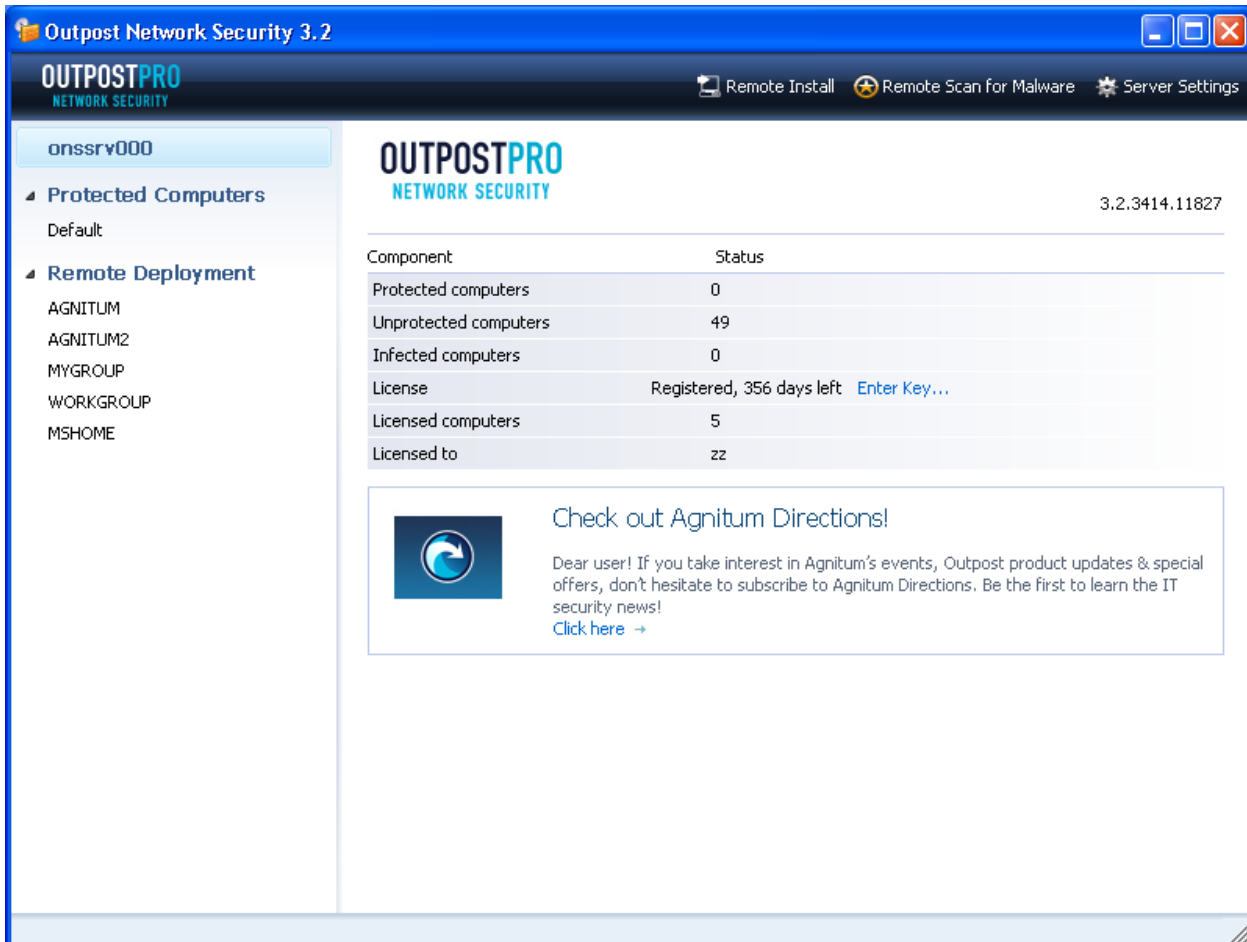 Outpost Network Security 3.2
OUTPOSTPRO
NETWORK SECURITY
Remote Install Remote Scan for Malware Server Settings
onssrv000
Protected Computers
Default
Remote Deployment
AGNITUM
AGNITUM2
MYGROUP
WORKGROUP
MSHOME
OUTPOSTPRO
NETWORK SECURITY
3.2.3414.11827
Component Status
Protected computers 0
Unprotected computers 49
Infected computers 0
License Registered, 356 days left Enter Key...
Licensed computers 5
Licensed to zz
Check out Agnitum Directions!
Dear user! If you take interest in Agnitum's events, Outpost product updates & special
offers, don't hesitate to subscribe to Agnitum Directions. Be the first to learn the IT
security news!
Click here →